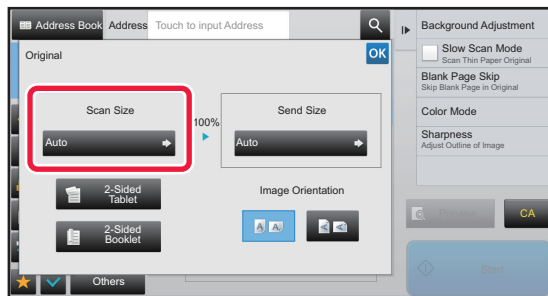 Address Book
Address
Touch to input Address
Original
OK
Scan Size
Auto
100%
Send Size
Auto
2-Sided
Tablet
2-Sided
Booklet
Image Orientation
A
A
Others
Background Adjustment
Slow Scan Mode
Scan Thin Paper Original
Blank Page Skip
Skip Blank Page in Original
Color Mode
Sharpness
Adjust Outline of Image
Preview
CA
Start